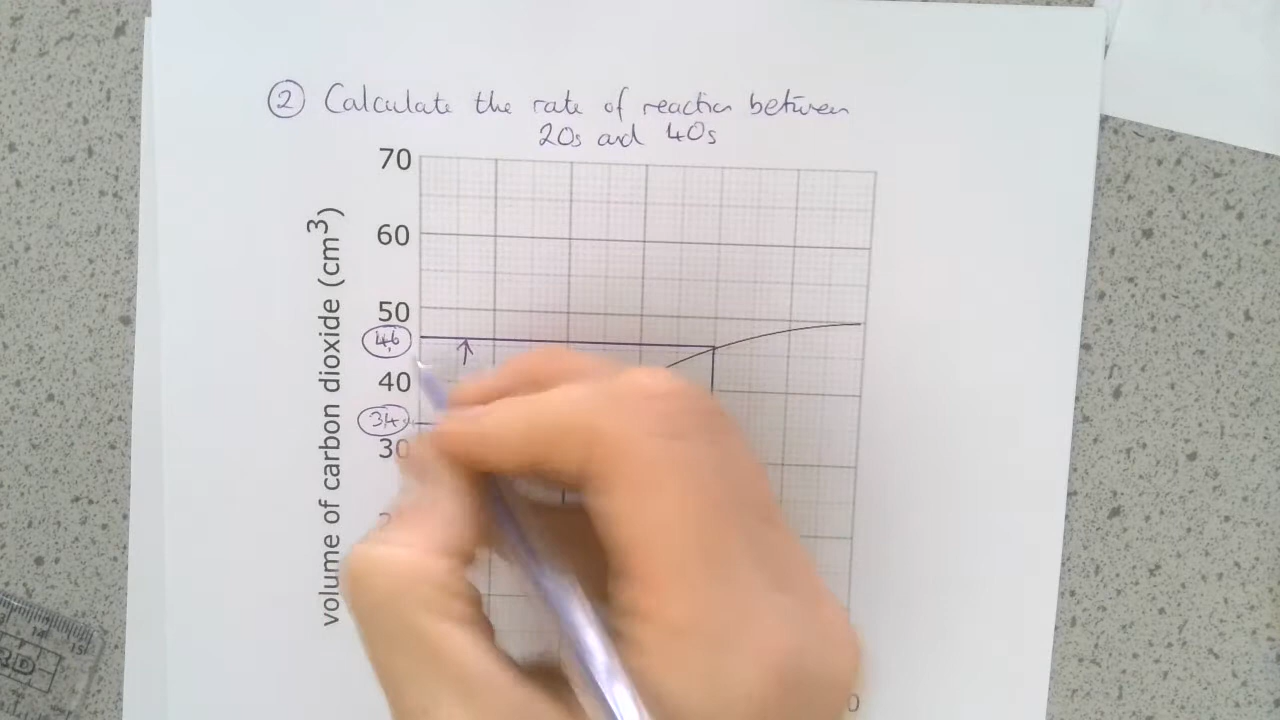 ② Calculate the rate of reaction between
20s and 40s
70
60
50
46
40
34
30
volume of carbon dioxide (cm³)